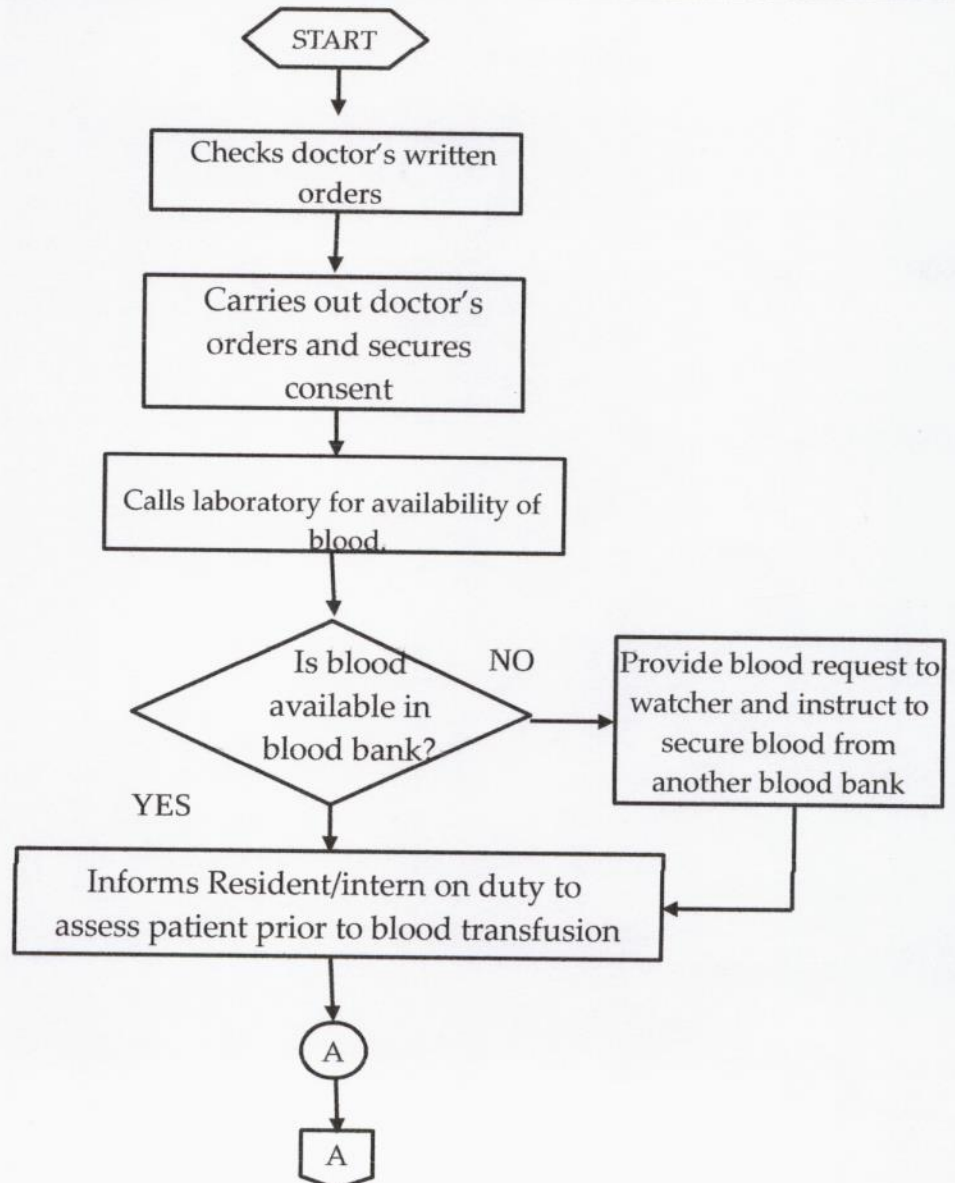 START
Checks doctor's written
orders
Carries out doctor's
orders and secures
consent
Calls laboratory for availability of
blood.
Is blood
available in
blood bank?
NO
Provide blood request to
watcher and instruct to
secure blood from
another blood bank
YES
Informs Resident/intern on duty to
assess patient prior to blood transfusion
A
A